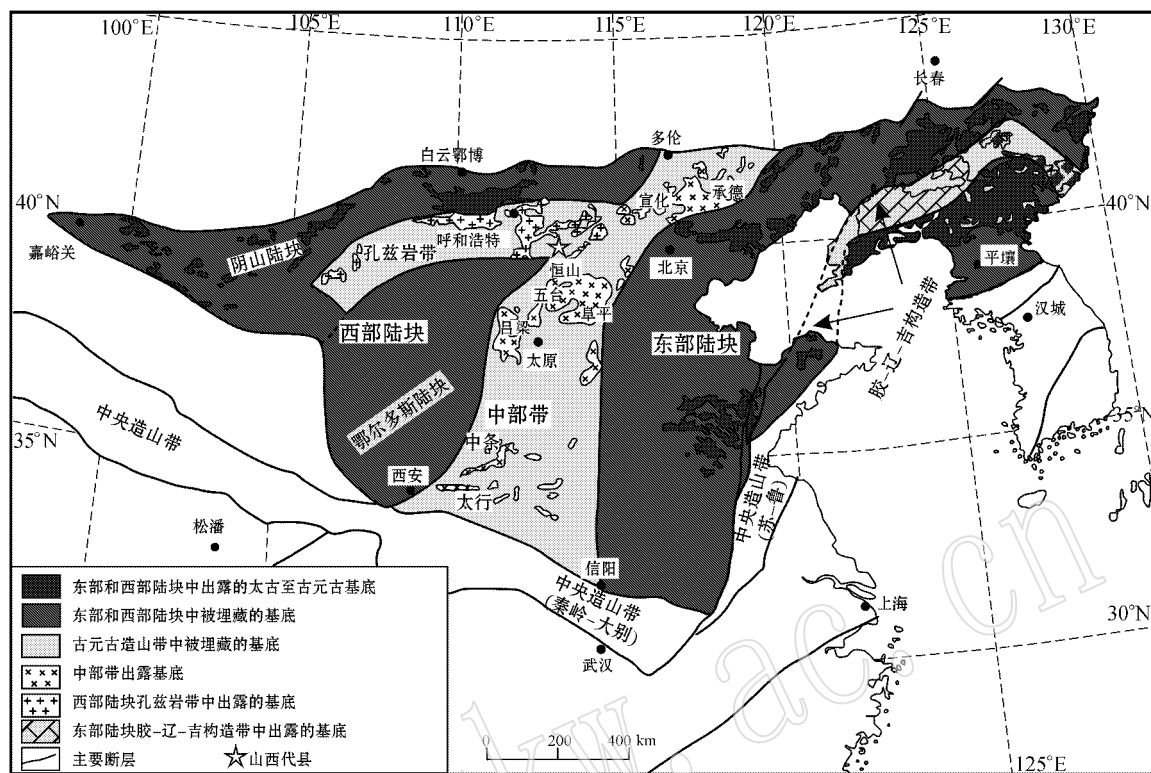 100°E
105°E
110°E
115°E
120°E
125°E
130°E
长春
多伦
白云鄂博
40°N
宣化
承德
40°N
嘉峪关
阴山陆块
孔兹岩带
呼和浩特
恒山
北京
平壤
五台
阜平
汉城
西部陆块
吕梁
太原
东部陆块
胶-辽-吉构造带
鄂尔多斯陆块
中部带
中央造山带
35°N
35°N
中条
西安
太行
中央造山带
(苏-鲁)
松潘
信阳
中央造山带
(秦岭-大别)
上海
30°N
武汉
东部和西部陆块中出露的太古至古元古基底
东部和西部陆块中被埋藏的基底
古元古造山带中被埋藏的基底
中部带出露基底
西部陆块孔兹岩带中出露的基底
东部陆块胶-辽-吉构造带中出露的基底
主要断层
山西代县
0 200 400 km
125°E
kw.ac.cn